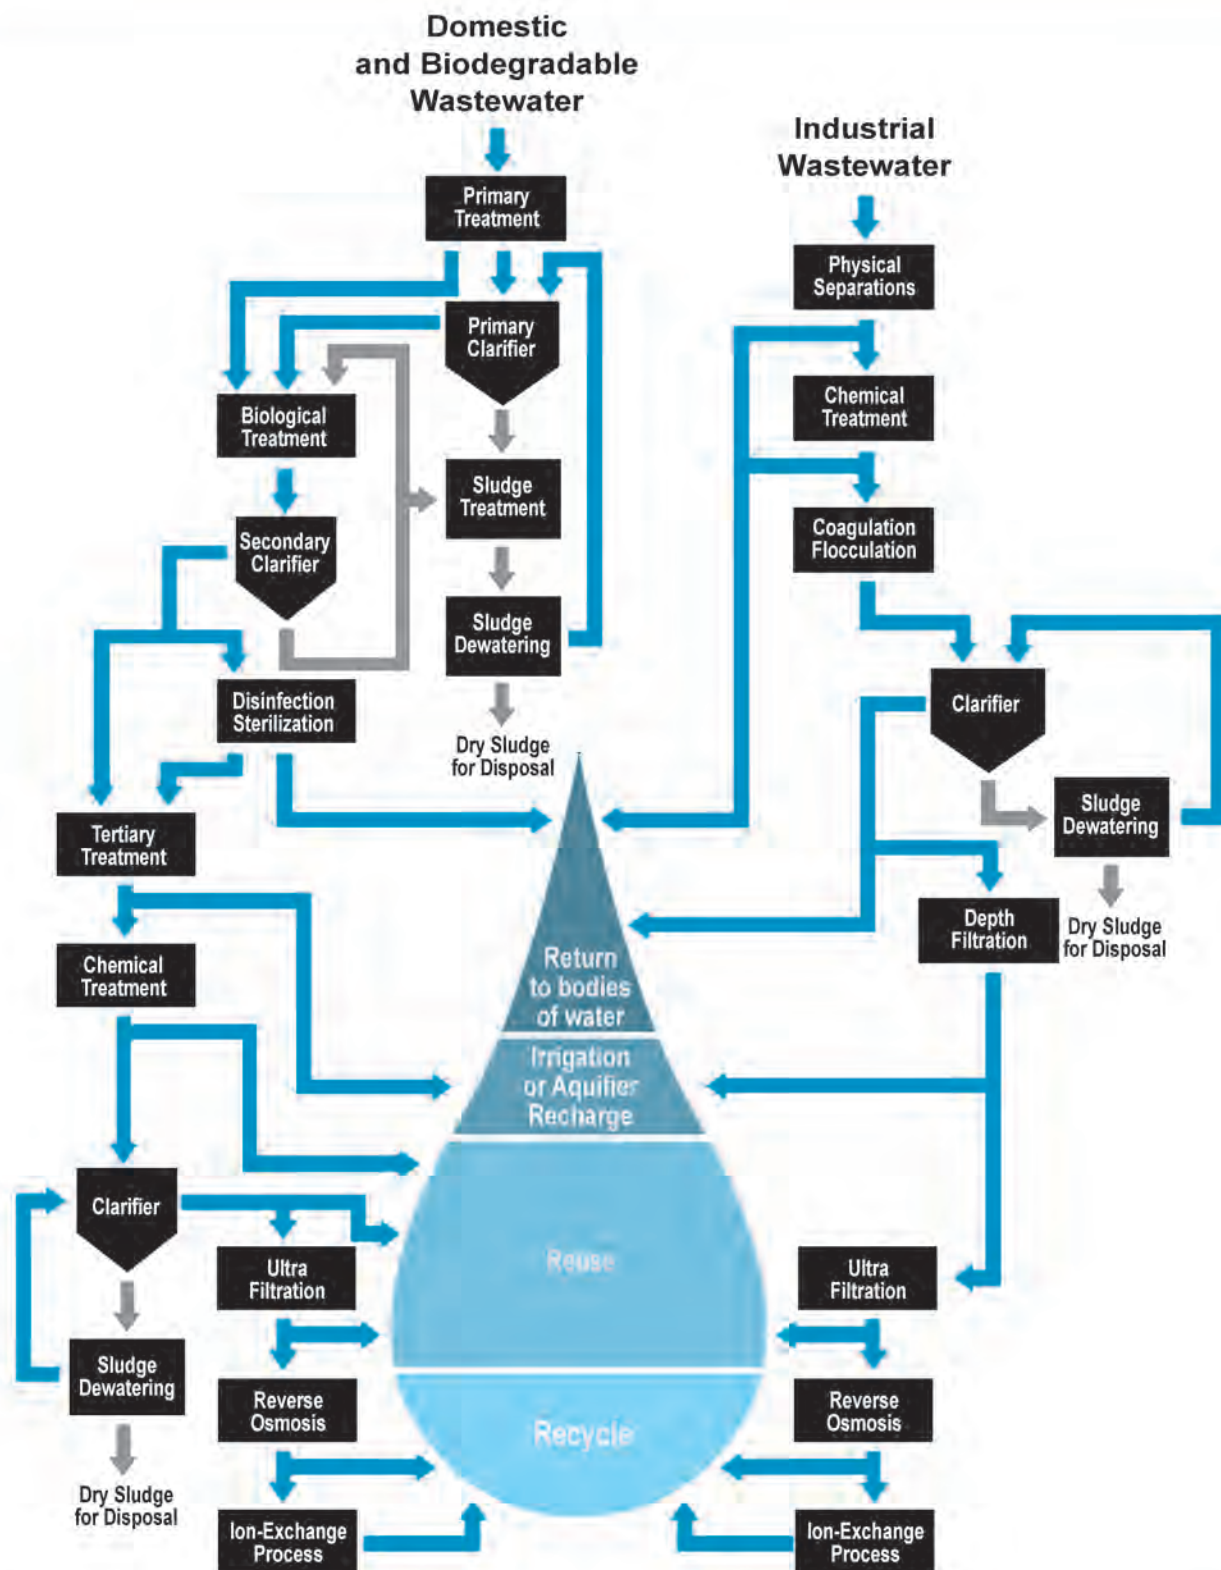 Domestic
and Biodegradable
Wastewater
Industrial
Wastewater
Primary
Treatment
Physical
Separations
Primary
Clarifier
Chemical
Treatment
Biological
Treatment
Sludge
Treatment
Coagulation
Flocculation
Secondary
Clarifier
Sludge
Dewatering
Disinfection
Sterilization
Clarifier
Dry Sludge
for Disposal
Sludge
Dewatering
Tertiary
Treatment
Depth
Filtration
Dry Sludge
for Disposal
Chemical
Treatment
Return
to bodies
of water
Irrigation
or Aquifier
Recharge
Clarifier
Ultra
Filtration
Reuse
Ultra
Filtration
Sludge
Dewatering
Reverse
Osmosis
Recycle
Reverse
Osmosis
Dry Sludge
for Disposal
Ion-Exchange
Process
Ion-Exchange
Process